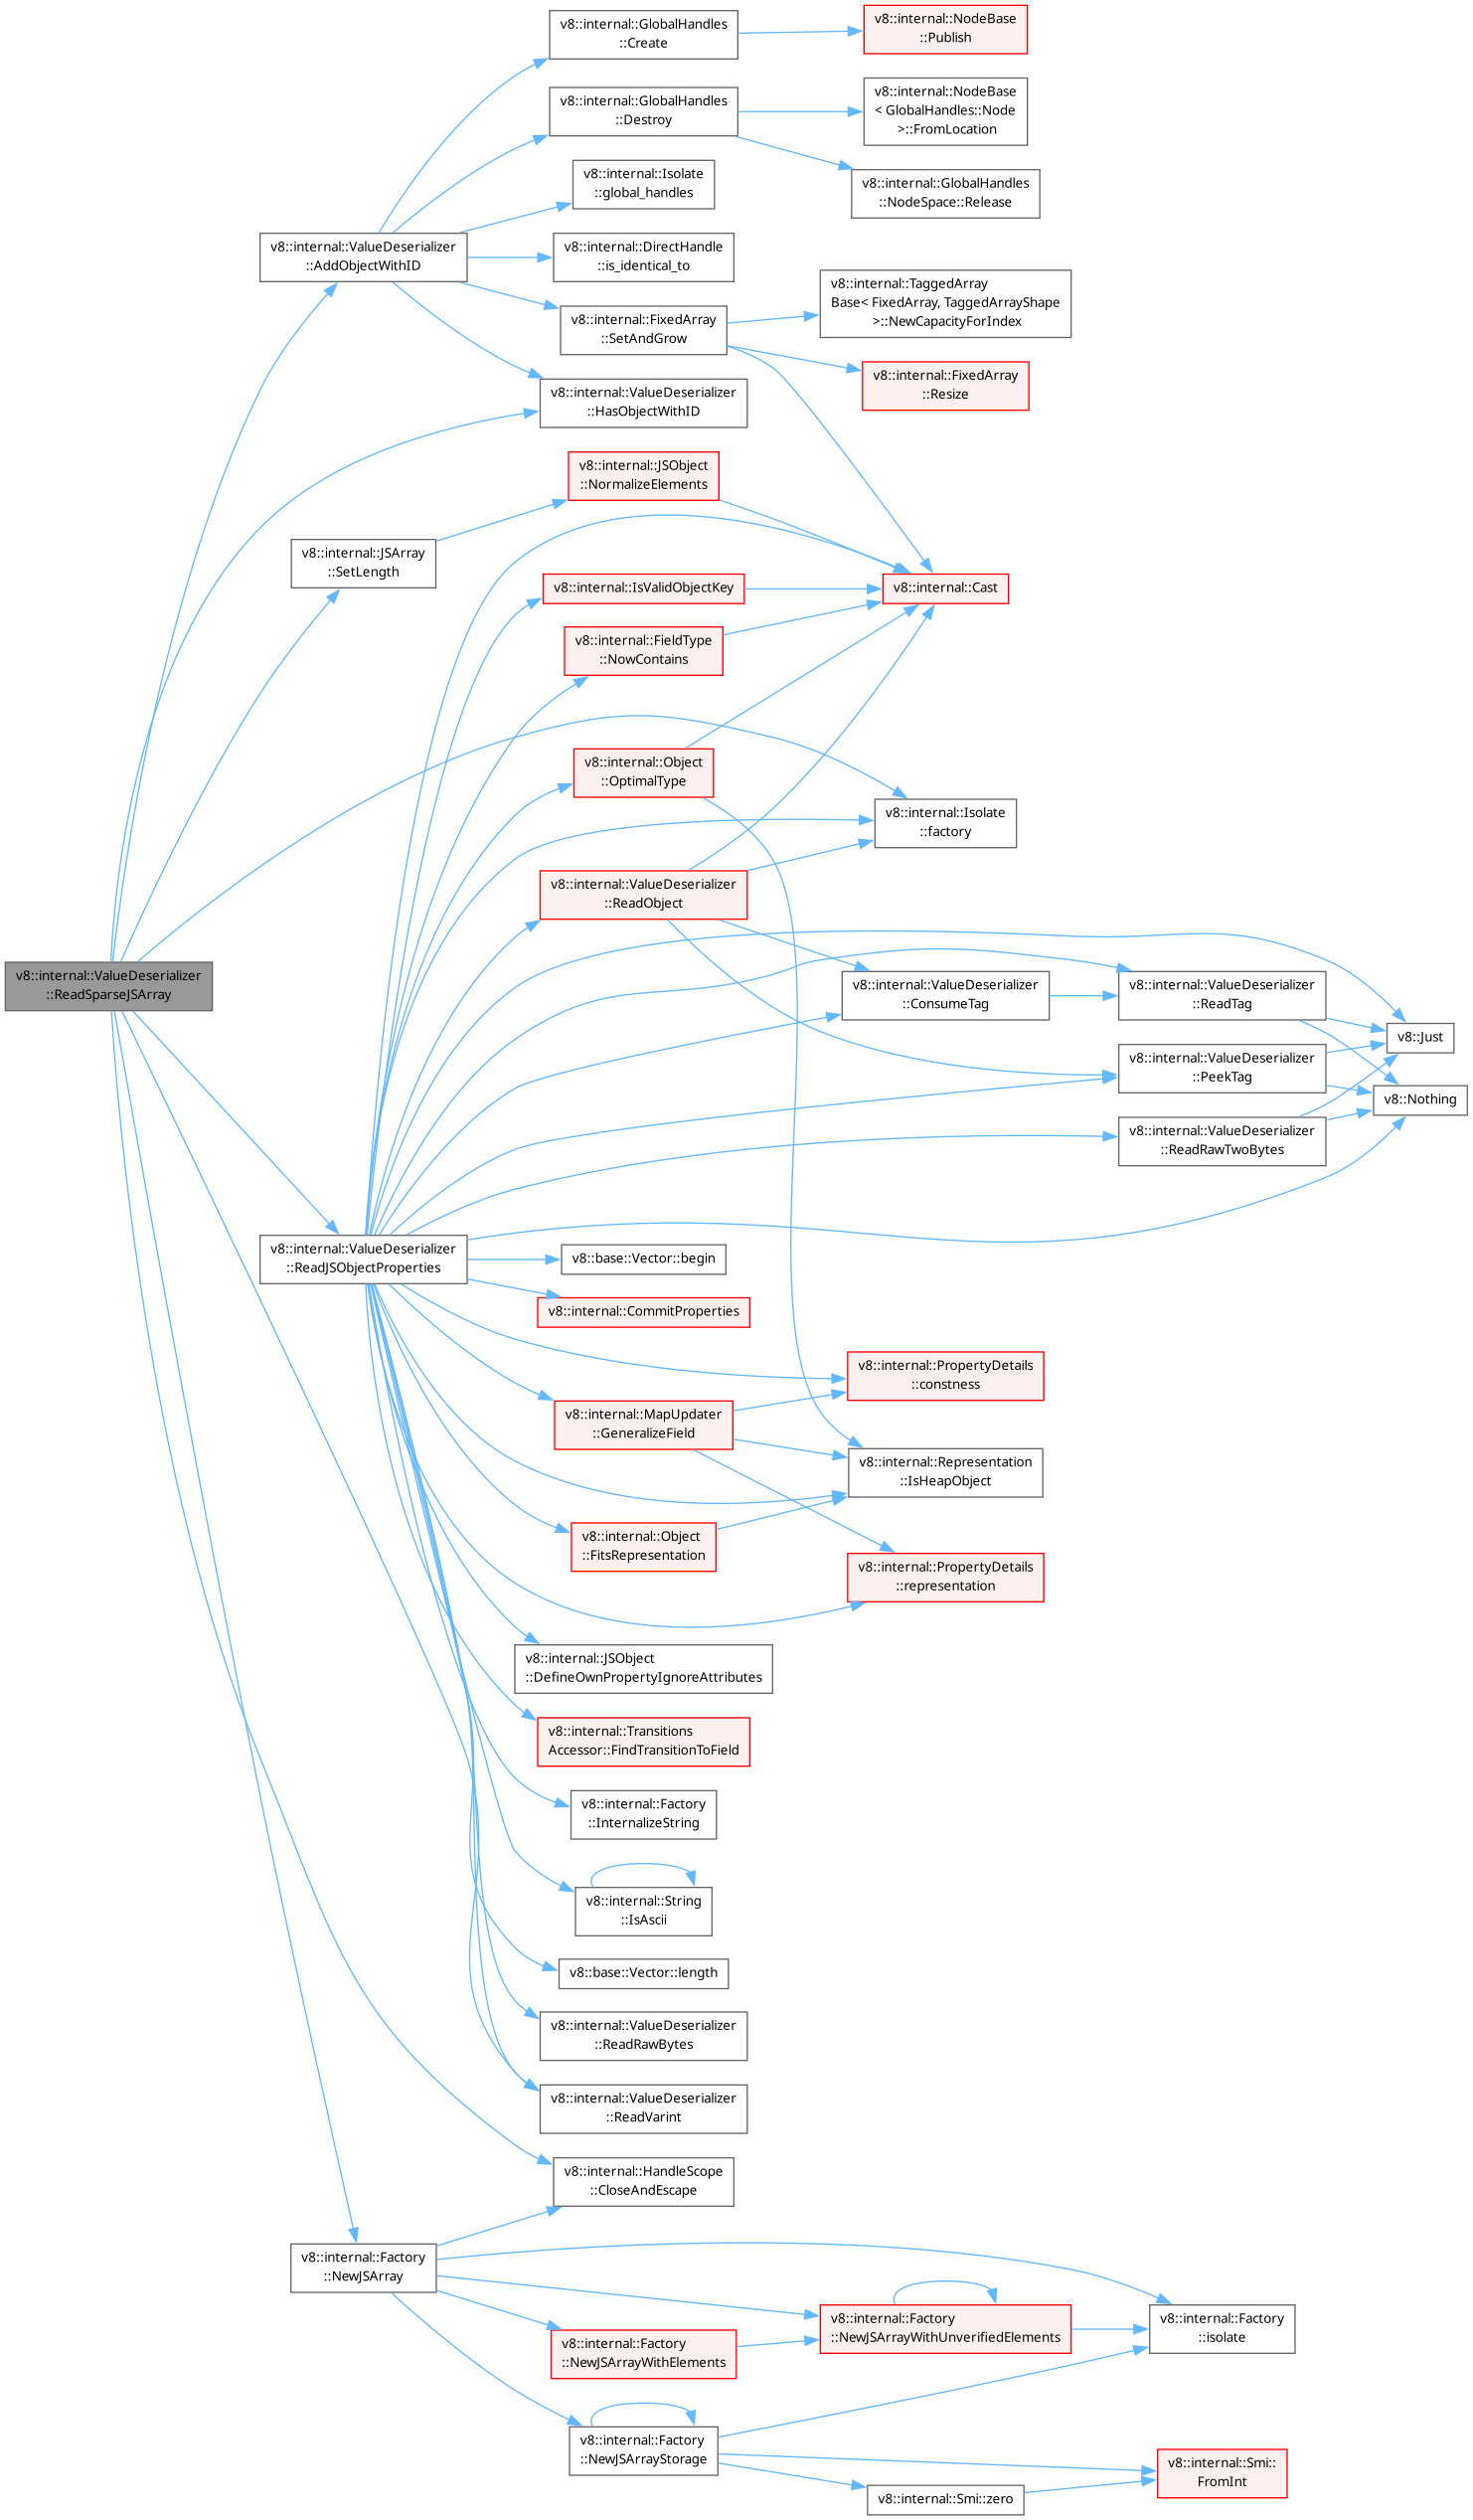 v8::internal::GlobalHandles
::Create
v8::internal::NodeBase
::Publish
v8::internal::GlobalHandles
::Destroy
v8::internal::NodeBase
< GlobalHandles::Node
>::FromLocation
v8::internal::Isolate
::global_handles
v8::internal::GlobalHandles
::NodeSpace::Release
v8::internal::ValueDeserializer
::AddObjectWithID
v8::internal::DirectHandle
::is_identical_to
v8::internal::TaggedArray
Base< FixedArray, TaggedArrayShape
>::NewCapacityForIndex
v8::internal::FixedArray
::SetAndGrow
v8::internal::FixedArray
::Resize
v8::internal::ValueDeserializer
::HasObjectWithID
v8::internal::JSObject
::NormalizeElements
v8::internal::JSArray
::SetLength
v8::internal::IsValidObjectKey
v8::internal::Cast
v8::internal::FieldType
::NowContains
v8::internal::Object
::OptimalType
v8::internal::Isolate
::factory
v8::internal::ValueDeserializer
::ReadObject
v8::internal::ValueDeserializer
::ReadSparseJSArray
v8::internal::ValueDeserializer
::ConsumeTag
v8::internal::ValueDeserializer
::ReadTag
v8::Just
v8::internal::ValueDeserializer
::PeekTag
v8::Nothing
v8::internal::ValueDeserializer
::ReadRawTwoBytes
v8::internal::ValueDeserializer
::ReadJSObjectProperties
v8::base::Vector::begin
v8::internal::CommitProperties
v8::internal::PropertyDetails
::constness
v8::internal::MapUpdater
::GeneralizeField
v8::internal::Representation
::IsHeapObject
v8::internal::Object
::FitsRepresentation
v8::internal::PropertyDetails
::representation
v8::internal::JSObject
::DefineOwnPropertyIgnoreAttributes
v8::internal::Transitions
Accessor::FindTransitionToField
v8::internal::Factory
::InternalizeString
v8::internal::String
::IsAscii
v8::base::Vector::length
v8::internal::ValueDeserializer
::ReadRawBytes
v8::internal::ValueDeserializer
::ReadVarint
v8::internal::HandleScope
::CloseAndEscape
v8::internal::Factory
::NewJSArray
v8::internal::Factory
::NewJSArrayWithUnverifiedElements
v8::internal::Factory
::isolate
v8::internal::Factory
::NewJSArrayWithElements
v8::internal::Factory
::NewJSArrayStorage
v8::internal::Smi::
FromInt
v8::internal::Smi::zero